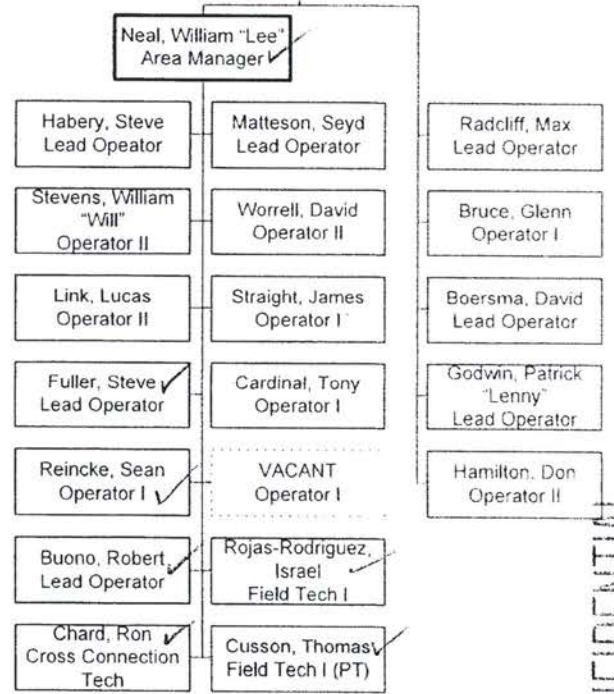 Neal, William "Lee"
Area Manager
Habery, Steve
Lead Opeator
Matteson, Seyd
Lead Operator
Radcliff, Max
Lead Operator
Stevens, William
"Will"
Operator II
Worrell, David
Operator II
Bruce, Glenn
Operator I
Link, Lucas
Operator II
Straight, James
Operator I
Boersma, David
Lead Operator
Fuller, Steve
Lead Operator
Cardinal, Tony
Operator I
Godwin, Patrick
"Lenny"
Lead Operator
Reincke, Sean
Operator I
VACANT
Operator I
Hamilton, Don
Operator II
Buono, Robert
Lead Operator
Rojas-Rodriguez,
Israel
Field Tech I
Chard, Ron
Cross Connection
Tech
Cusson, Thomas
Field Tech I (PT)